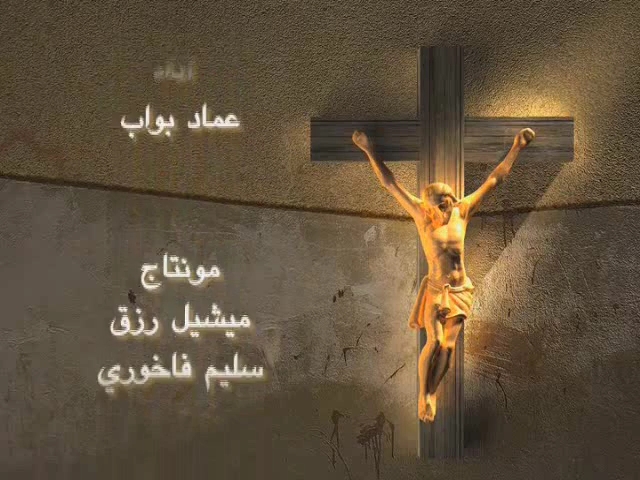 عماد بواب
مونتاج
ميشيل رزق
سليم فاخوري